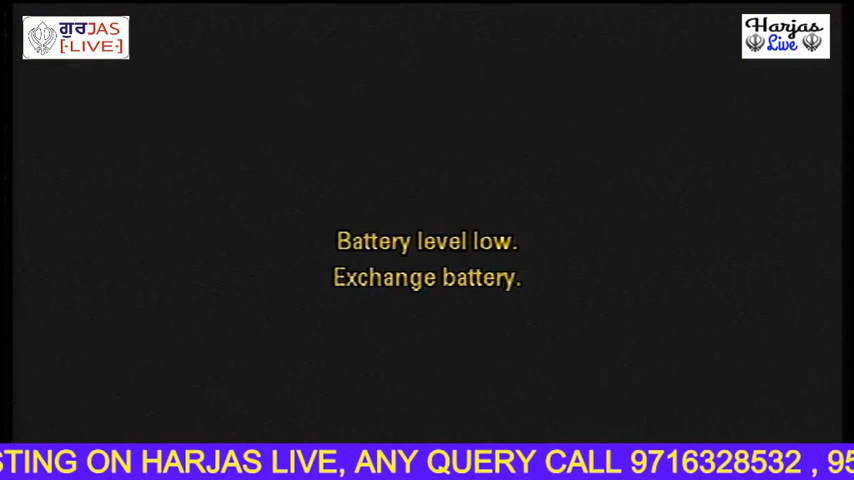 ਗੁਰJAS
[·LIVE·]
Harjas
Live
Battery level low.
Exchange battery.
STING ON HARJAS LIVE, ANY QUERY CALL 9716328532 , 95